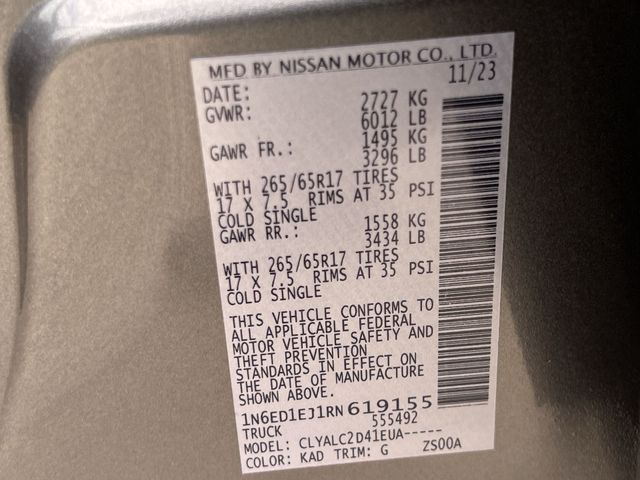 MFD BY NISSAN MOTOR CO., LTD.
DATE: 11/23
GVWR: 2727 KG
6012 LB
GAWR FR.: 1495 KG
3296 LB
WITH 265/65R17 TIRES
17 X 7.5 RIMS AT 35 PSI
COLD SINGLE
GAWR RR.: 1558 KG
3434 LB
WITH 265/65R17 TIRES
17 X 7.5 RIMS AT 35 PSI
COLD SINGLE
THIS VEHICLE CONFORMS TO
ALL APPLICABLE FEDERAL
MOTOR VEHICLE SAFETY AND
THEFT PREVENTION
STANDARDS IN EFFECT ON
THE DATE OF MANUFACTURE
SHOWN ABOVE.
1N6ED1EJ1RN619155
TRUCK 555492
MODEL: CLYALC2D41EUA-----
COLOR: KAD TRIM: G ZS00A